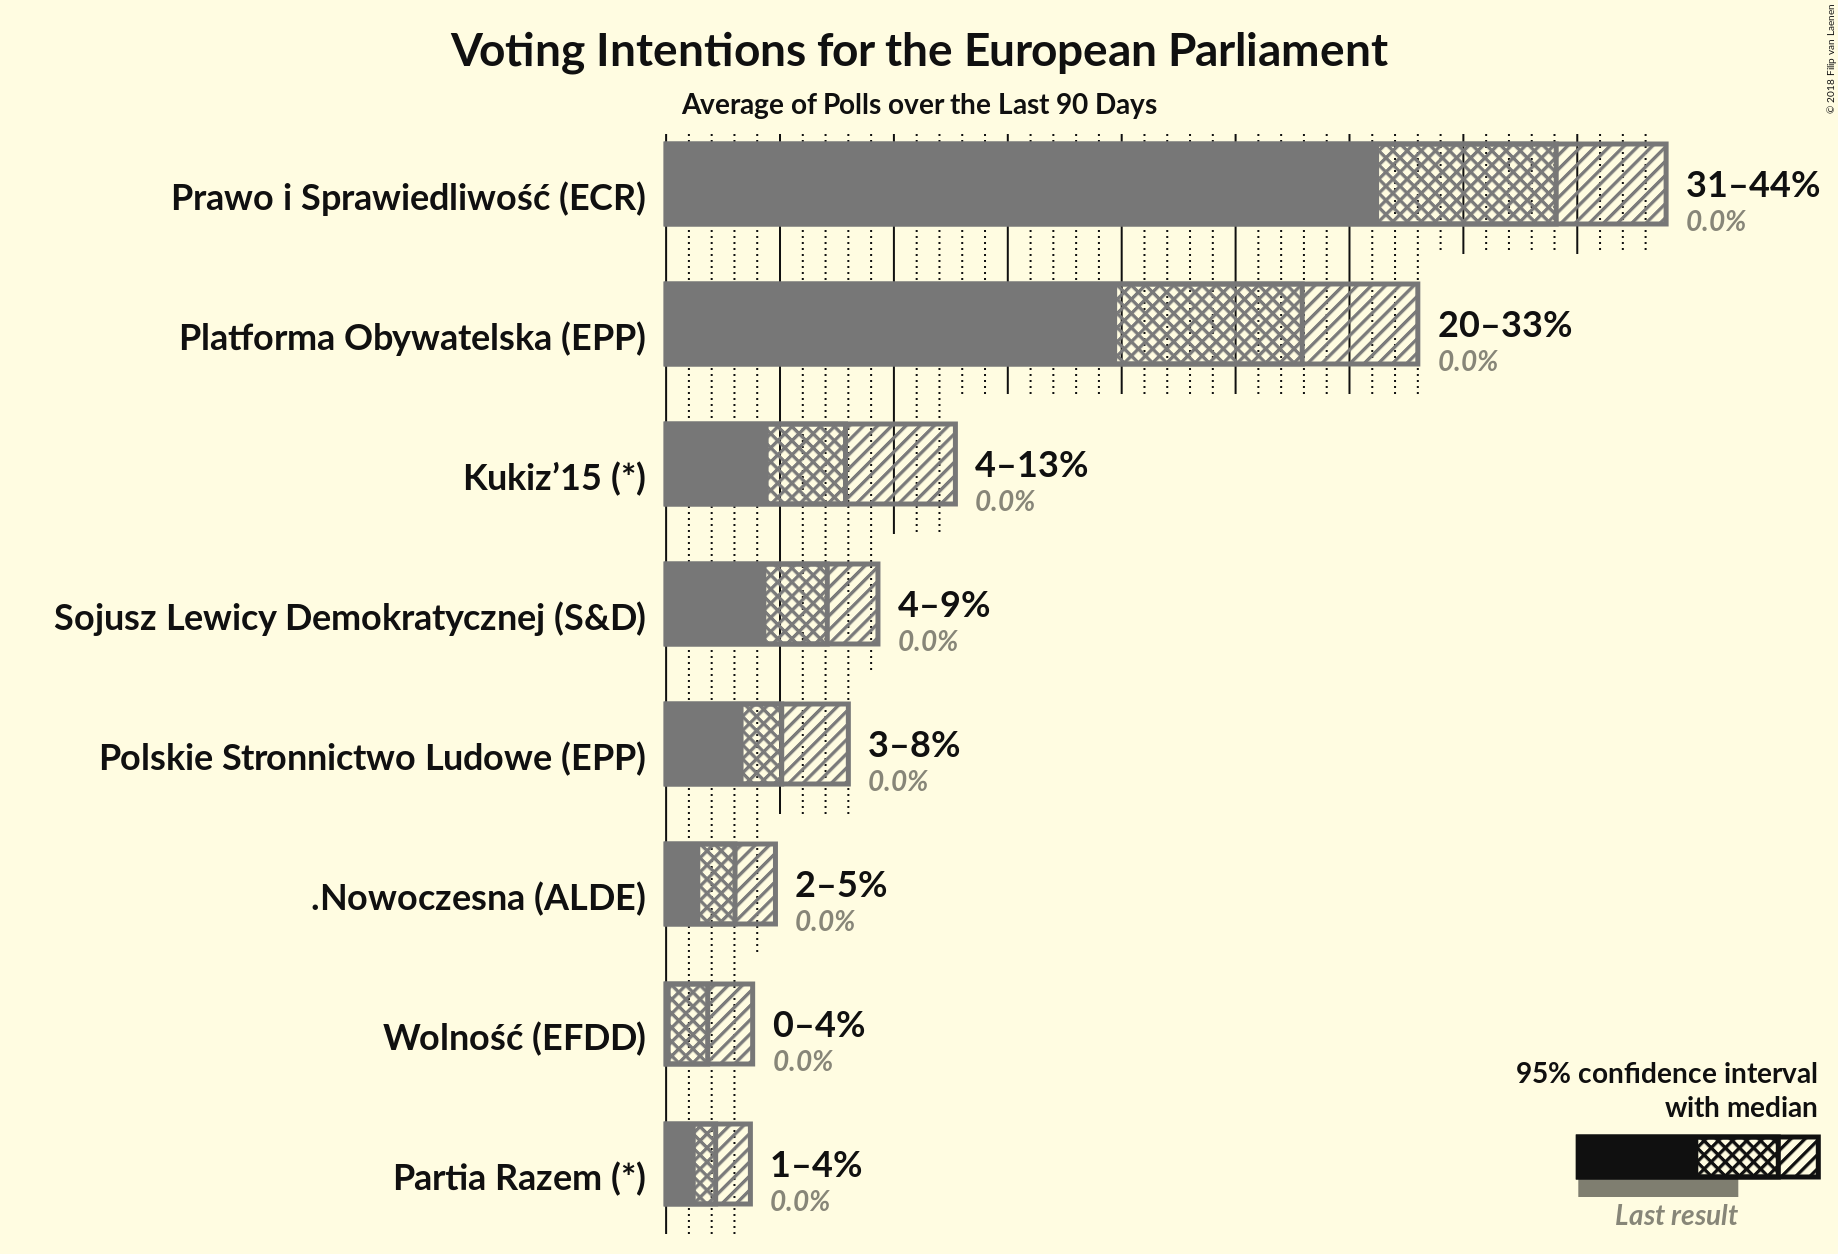 Voting Intentions for the European Parliament
Average of Polls over the Last 90 Days
© 2018 Filip van Laenen
Prawo i Sprawiedliwość (ECR)
31–44%
0.0%
Platforma Obywatelska (EPP)
20–33%
0.0%
Kukiz’15 (*)
4–13%
0.0%
Sojusz Lewicy Demokratycznej (S&D)
4–9%
0.0%
Polskie Stronnictwo Ludowe (EPP)
3–8%
0.0%
.Nowoczesna (ALDE)
2–5%
0.0%
Wolność (EFDD)
0–4%
0.0%
Partia Razem (*)
1–4%
0.0%
95% confidence interval
with median
Last result